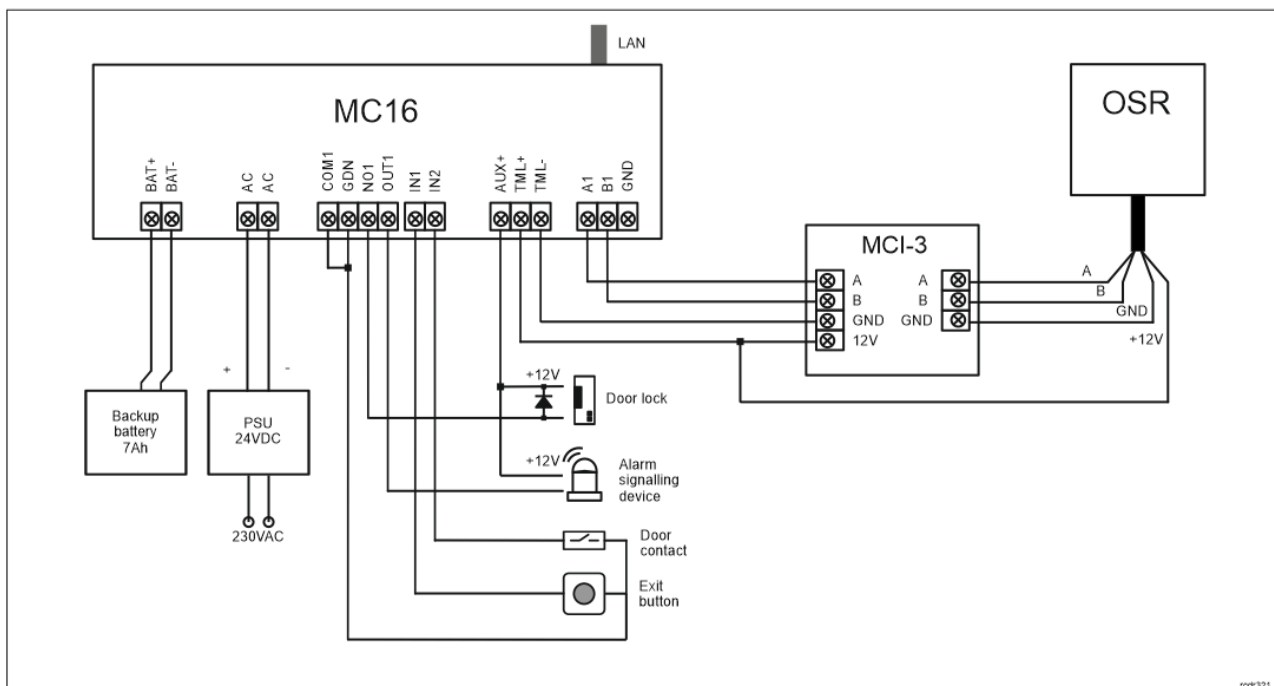 LAN
MC16
OSR
BAT+
BAT-
AC
AC
COM1
GDN
NO1
OUT1
IN1
IN2
AUX+
TML+
TML-
A1
B1
GND
MCI-3
A
B
GND
12V
A
B
GND
A
B
GND
+12V
+
-
Backup
battery
7Ah
PSU
24VDC
230VAC
+12V
Door lock
+12V
Alarm
signalling
device
Door
contact
Exit
button